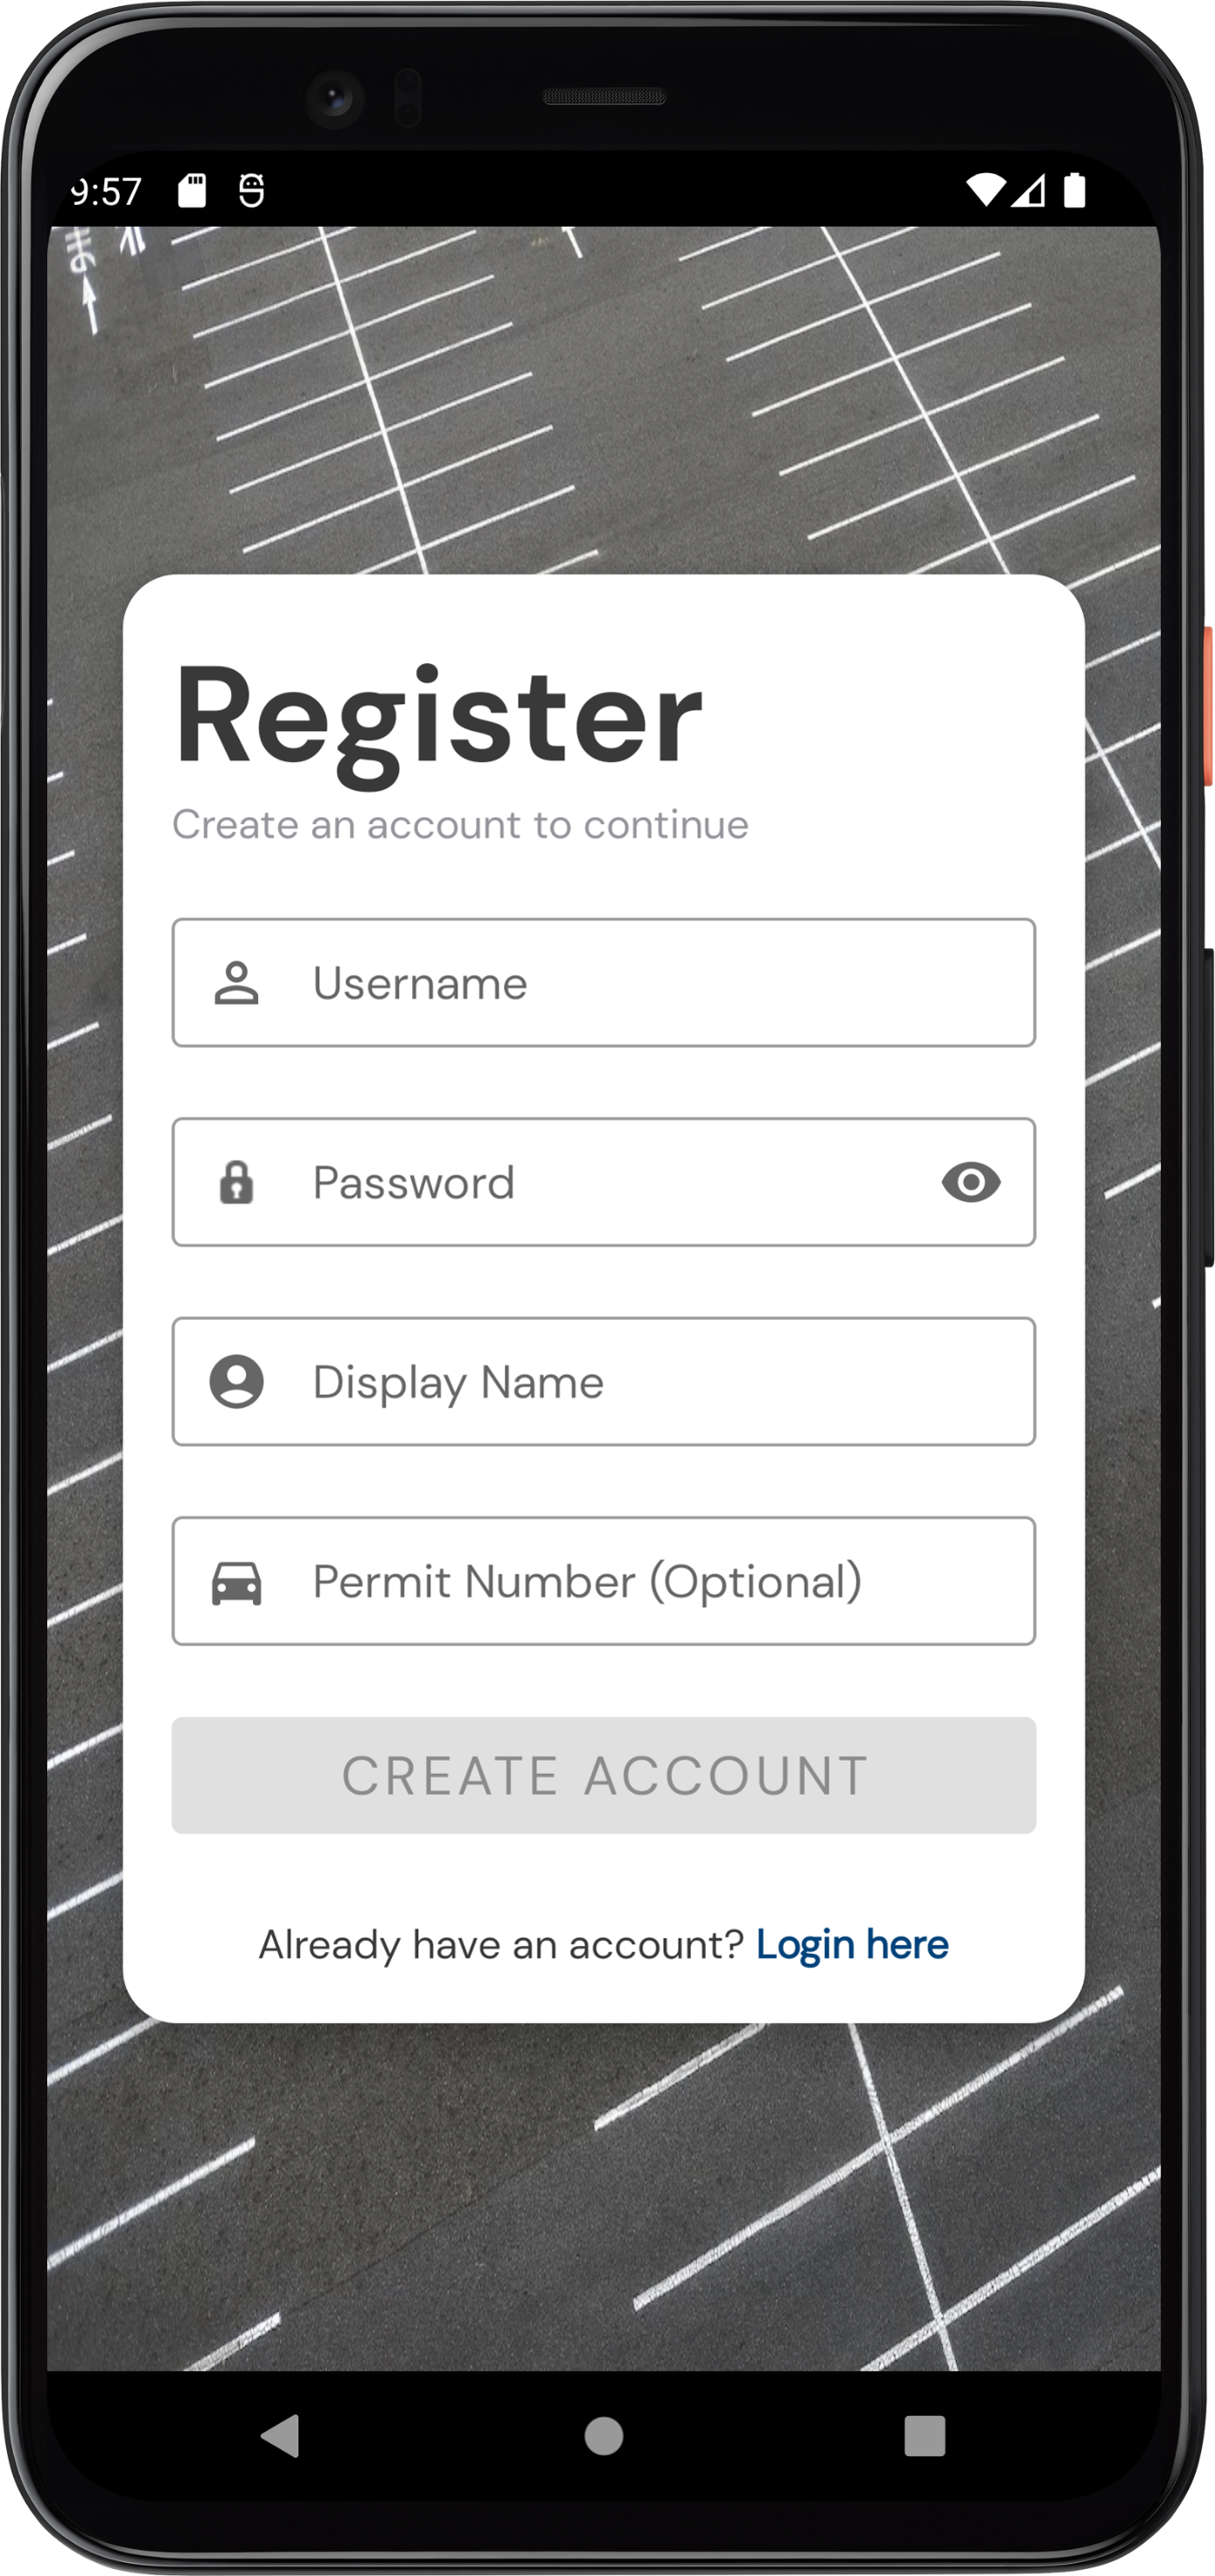 9:57
Register
Create an account to continue
Username
Password
Display Name
Permit Number (Optional)
CREATE ACCOUNT
Already have an account? Login here